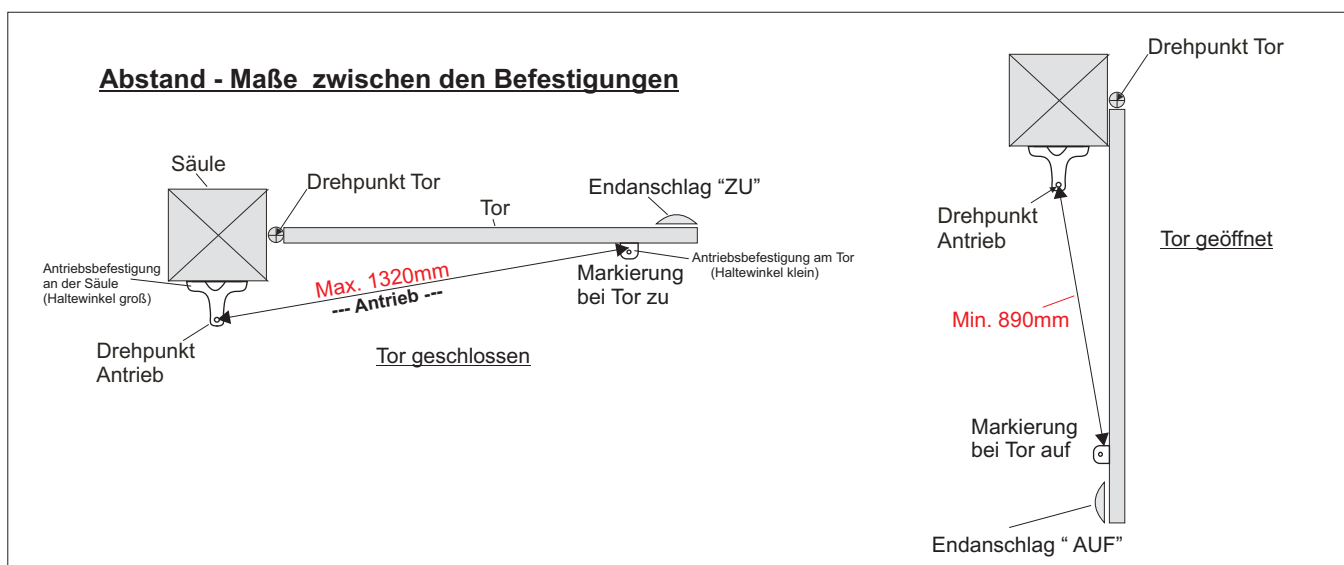 Abstand - Maße zwischen den Befestigungen
Säule
Drehpunkt Tor
Tor
Endanschlag “ZU”
Antriebsbefestigung
an der Säule
(Haltewinkel groß)
Max. 1320mm
--- Antrieb ---
Markierung
bei Tor zu
Antriebsbefestigung am Tor
(Haltewinkel klein)
Drehpunkt
Antrieb
Tor geschlossen
Drehpunkt Tor
Drehpunkt
Antrieb
Tor geöffnet
Min. 890mm
Markierung
bei Tor auf
Endanschlag “ AUF”